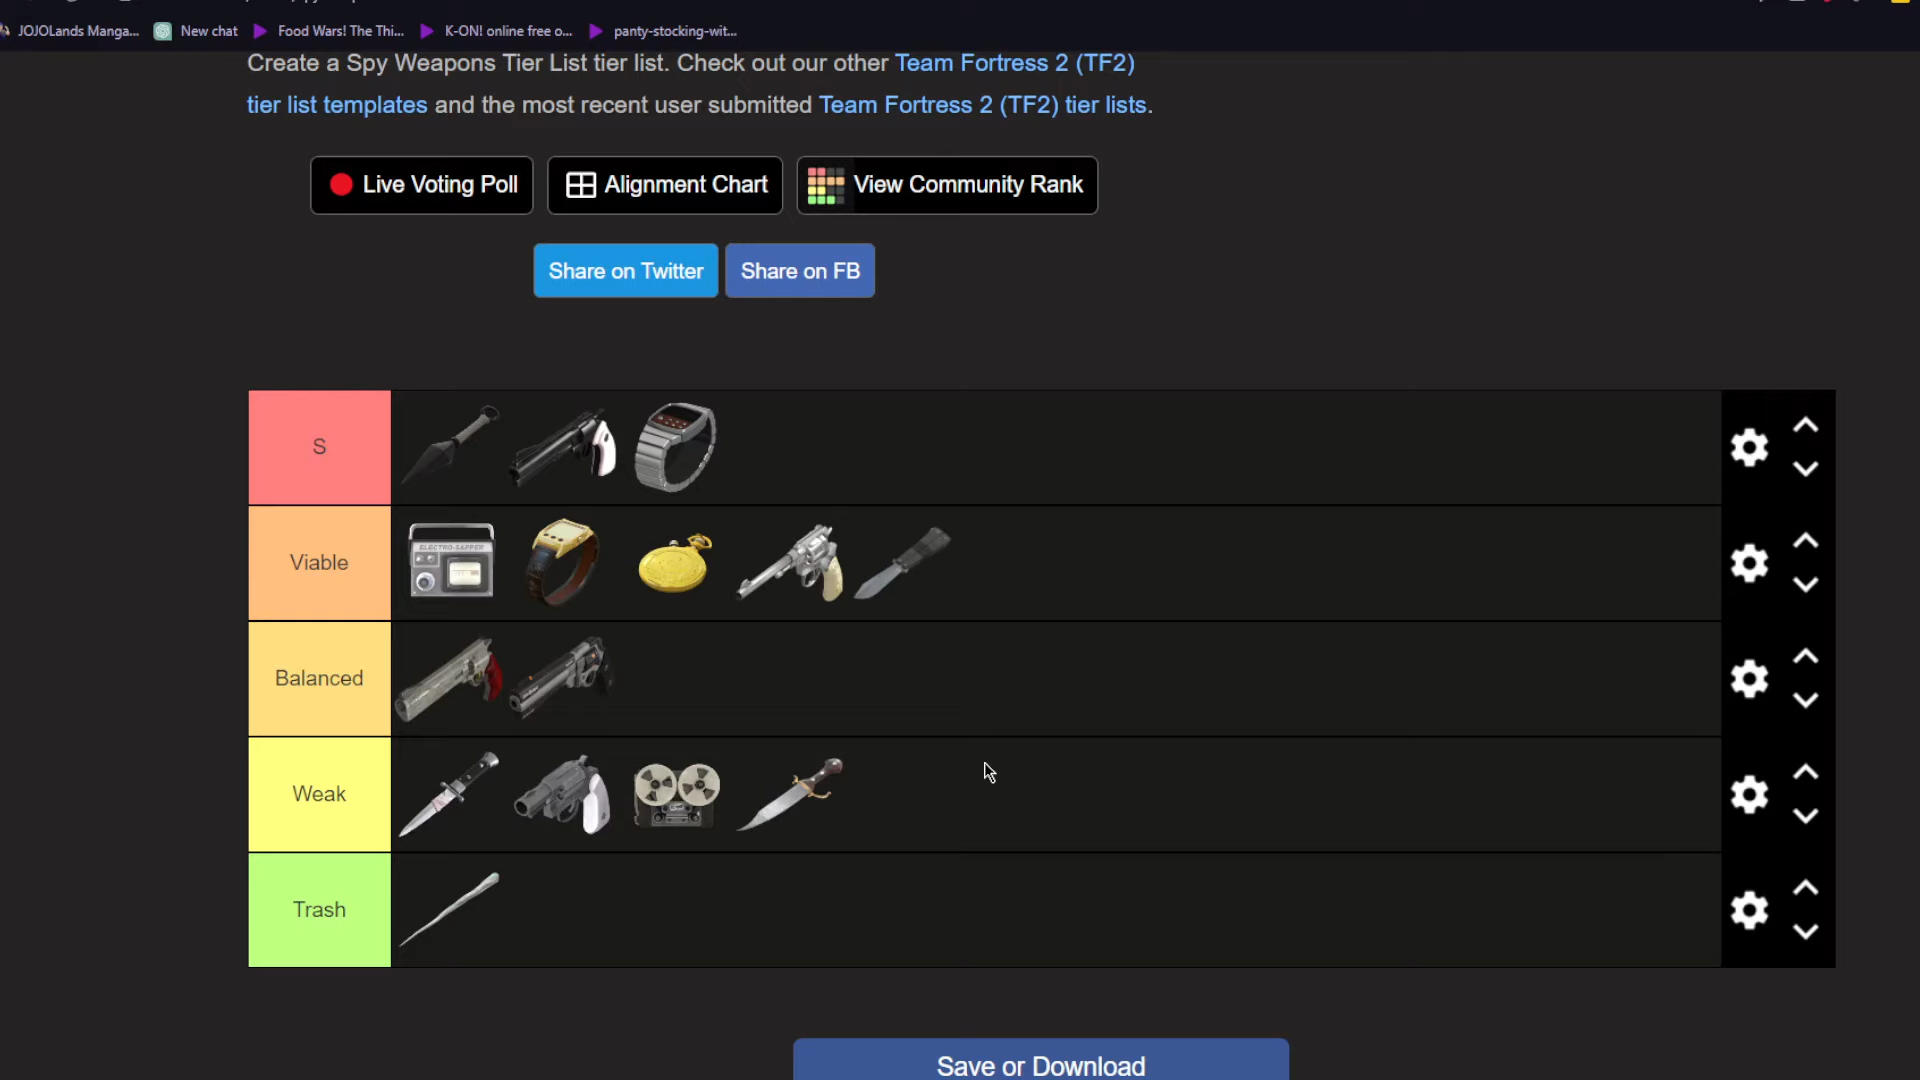 JOJOLands Manga...
New chat
Food Wars! The Thi...
K-ON! online free o...
panty-stocking-wit...
Create a Spy Weapons Tier List tier list. Check out our other Team Fortress 2 (TF2)
tier list templates and the most recent user submitted Team Fortress 2 (TF2) tier lists.
Live Voting Poll
Alignment Chart
View Community Rank
Share on Twitter
Share on FB
S
Viable
ELECTRO-SAPPER
Balanced
Weak
Trash
Save or Download